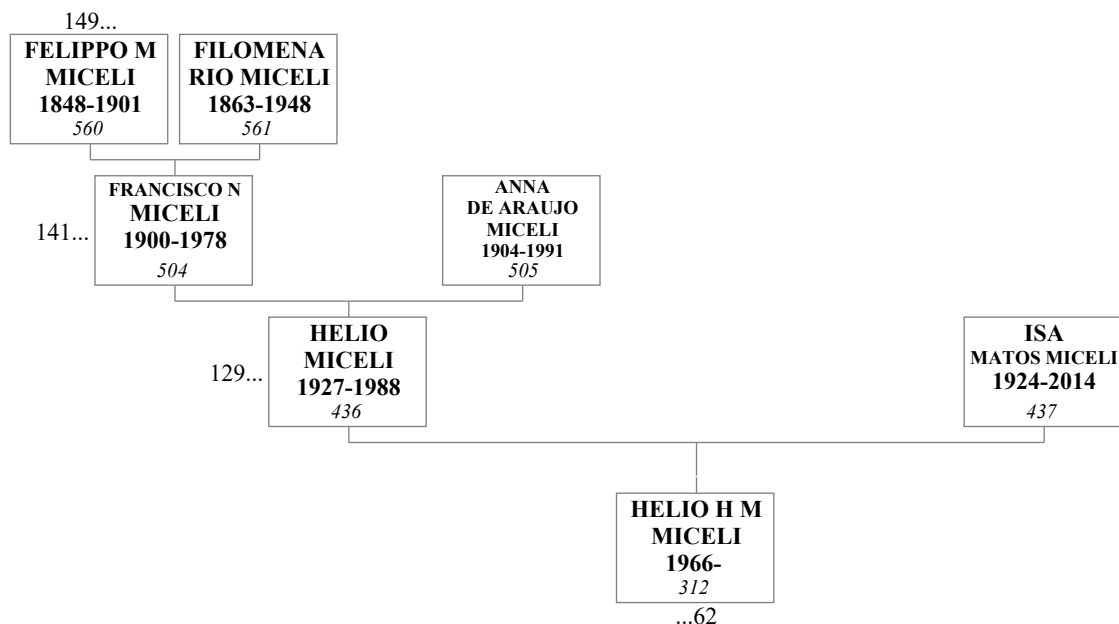 149...
FELIPPO M
MICELI
1848-1901
560
FILOMENA
RIO MICELI
1863-1948
561
141...
FRANCISCO N
MICELI
1900-1978
504
ANNA
DE ARAUJO
MICELI
1904-1991
505
129...
HELIO
MICELI
1927-1988
436
ISA
MATOS MICELI
1924-2014
437
HELIO H M
MICELI
1966-
312
...62